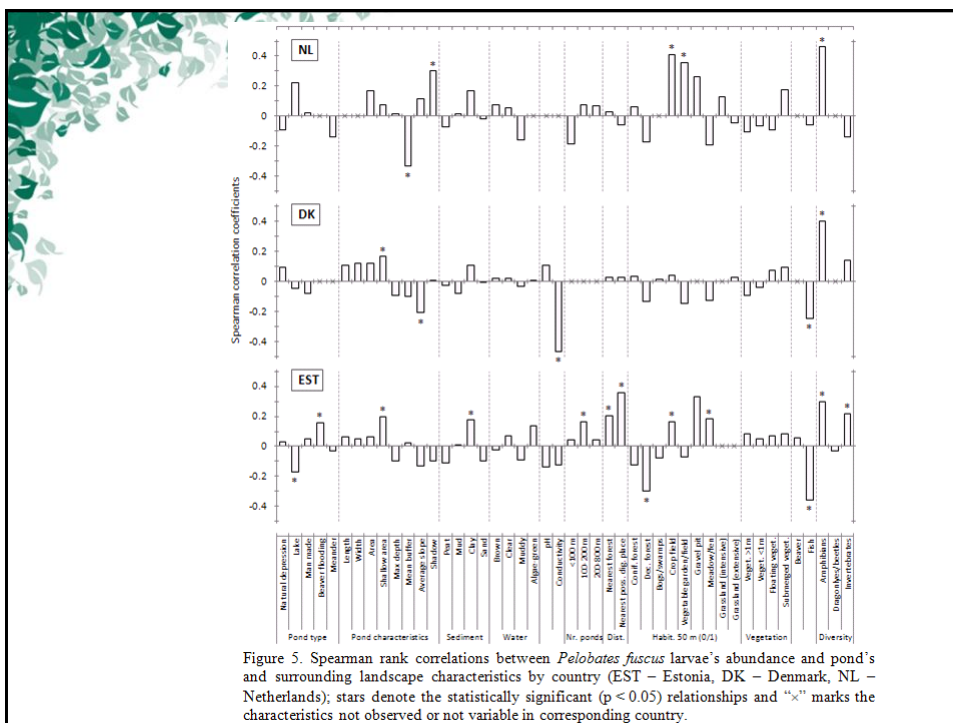 NL
0.4
0.2
0
-0.2
-0.4
DK
0.4
0.2
0
-0.2
-0.4
EST
0.4
0.2
0
-0.2
-0.4
Spearman correlation coefficients
Natural depression
Lake
Man made
Beaver flooding
Meander
Length
Width
Area
Shallow area
Max depth
Mean buffer
Average slope
Shadow
Peat
Mud
Clay
Sand
Brown
Clear
Muddy
Algae-green
pH
Conductivity
<100 m
100-200 m
200-800 m
Nearest forest
Nearest poss. dig. place
Conif. forest
Dec. forest
Bogs/swamps
Crop field
Vegetable garden/field
Gravel pit
Meadow/fen
Grassland (intensive)
Grassland (extensive)
Veget. >1m
Veget. <1m
Floating veget.
Submerged veget.
Beaver
Fish
Amphibians
Dragonflyes/beetles
Invertebrates
Pond type
Pond characteristics
Sediment
Water
Nr. ponds
Dist.
Habit. 50 m (0/1)
Vegetation
Diversity
Figure 5. Spearman rank correlations between Pelobates fuscus larvae's abundance and pond's
and surrounding landscape characteristics by country (EST – Estonia, DK – Denmark, NL –
Netherlands); stars denote the statistically significant (p < 0.05) relationships and “×” marks the
characteristics not observed or not variable in corresponding country.